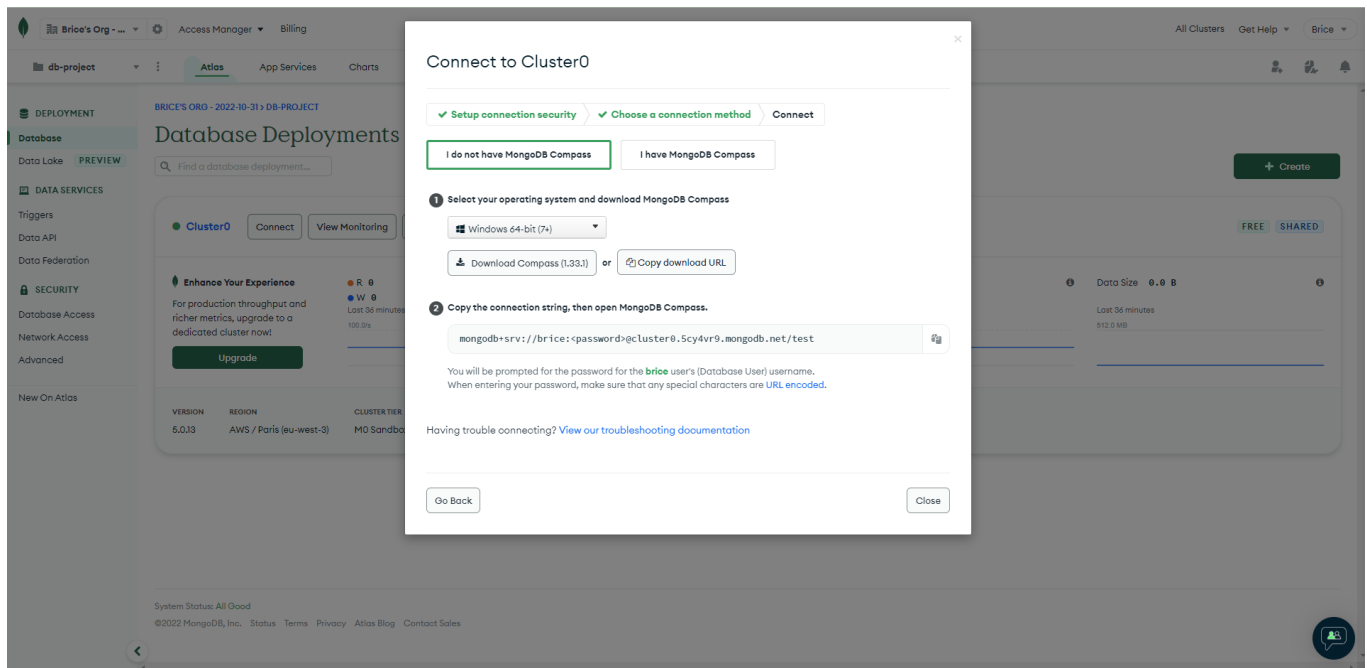 Brice's Org - ...
Access Manager
Billing
All Clusters
Get Help
Brice
db-project
Atlas
App Services
Charts
DEPLOYMENT
Database
Data Lake PREVIEW
DATA SERVICES
Triggers
Data API
Data Federation
SECURITY
Database Access
Network Access
Advanced
New On Atlas
BRICE'S ORG - 2022-10-31 > DB-PROJECT
Database Deployments
Find a database deployment...
+ Create
Cluster0
Connect
View Monitoring
FREE
SHARED
Enhance Your Experience
For production throughput and
richer metrics, upgrade to a
dedicated cluster now!
Upgrade
R 0
W 0
Last 36 minutes
100.0/s
Data Size 0.0 B
Last 36 minutes
512.0 MB
VERSION
REGION
CLUSTER TIER
5.0.13
AWS / Paris (eu-west-3)
M0 Sandbo
Connect to Cluster0
×
Setup connection security
Choose a connection method
Connect
I do not have MongoDB Compass
I have MongoDB Compass
1 Select your operating system and download MongoDB Compass
Windows 64-bit (7+)
Download Compass (1.33.1) or Copy download URL
2 Copy the connection string, then open MongoDB Compass.
mongodb+srv://brice:<password>@cluster0.5cy4vr9.mongodb.net/test
You will be prompted for the password for the brice user's (Database User) username.
When entering your password, make sure that any special characters are URL encoded.
Having trouble connecting? View our troubleshooting documentation
Go Back
Close
System Status: All Good
©2022 MongoDB, Inc. Status Terms Privacy Atlas Blog Contact Sales